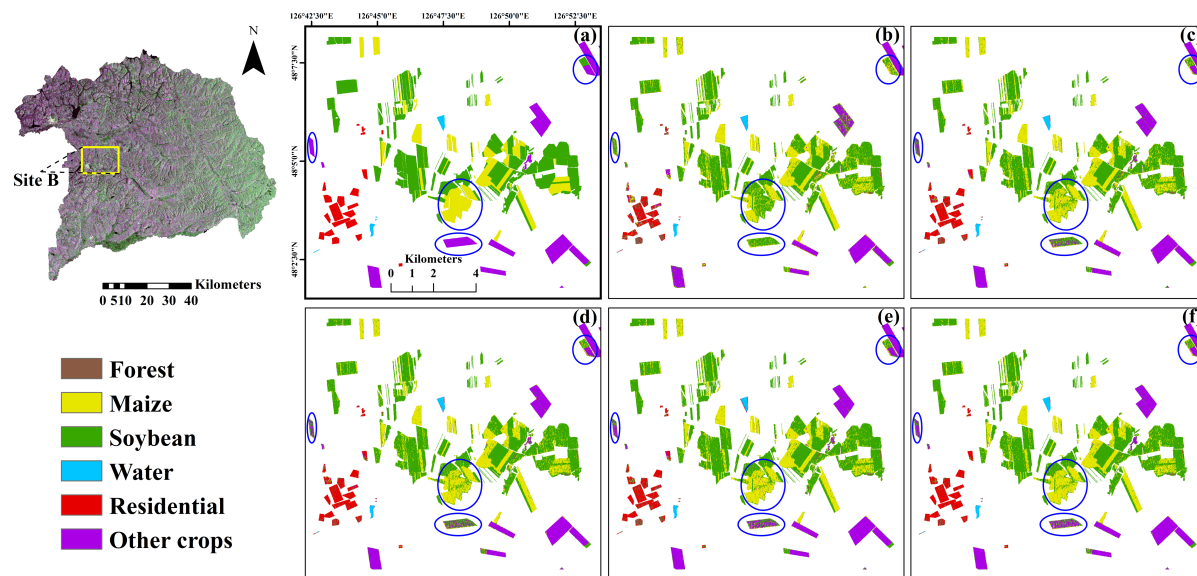 126°42'30"E 126°45'0"E 126°47'30"E 126°50'0"E 126°52'30"E
N
(a) (b) (c)
48°7'30"N
48°5'0"N
48°2'30"N
Site B
Kilometers
0 1 2 4
Kilometers
0 5 10 20 30 40
(d) (e) (f)
Forest
Maize
Soybean
Water
Residential
Other crops